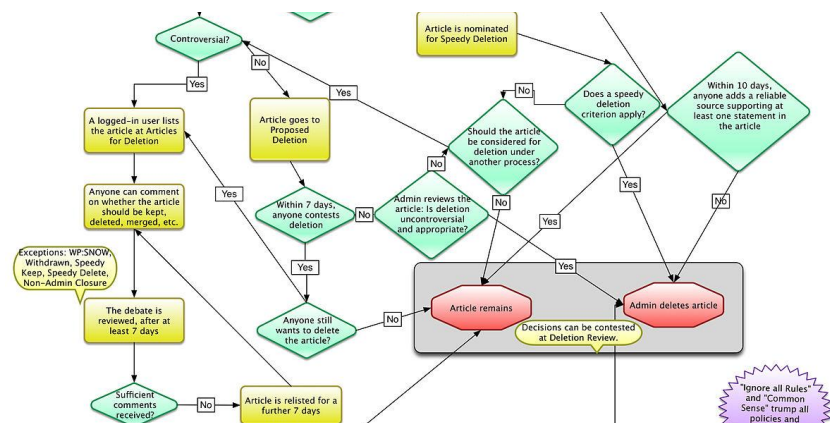 Controversial?
Article is nominated
for Speedy Deletion
No
Yes
Yes
No
Does a speedy
deletion
criterion apply?
Within 10 days,
anyone adds a reliable
source supporting at
least one statement in
the article
A logged-in user lists
the article at Articles
for Deletion
Article goes to
Proposed
Deletion
Should the article
be considered for
deletion under
another process?
No
Yes
Anyone can comment
on whether the article
should be kept,
deleted, merged, etc.
Yes
Within 7 days,
anyone contests
deletion
No
Admin reviews the
article: Is deletion
uncontroversial
and appropriate?
No
Yes
No
Exceptions: WP:SNOW,
Withdrawn, Speedy
Keep, Speedy Delete,
Non-Admin Closure
Yes
Yes
The debate is
reviewed, after at
least 7 days
Anyone still
wants to delete
the article?
No
Article remains
Admin deletes article
Decisions can be contested
at Deletion Review.
Sufficient
comments
received?
No
Article is relisted for a
further 7 days
"Ignore all Rules"
and "Common
Sense" trump all
policies and